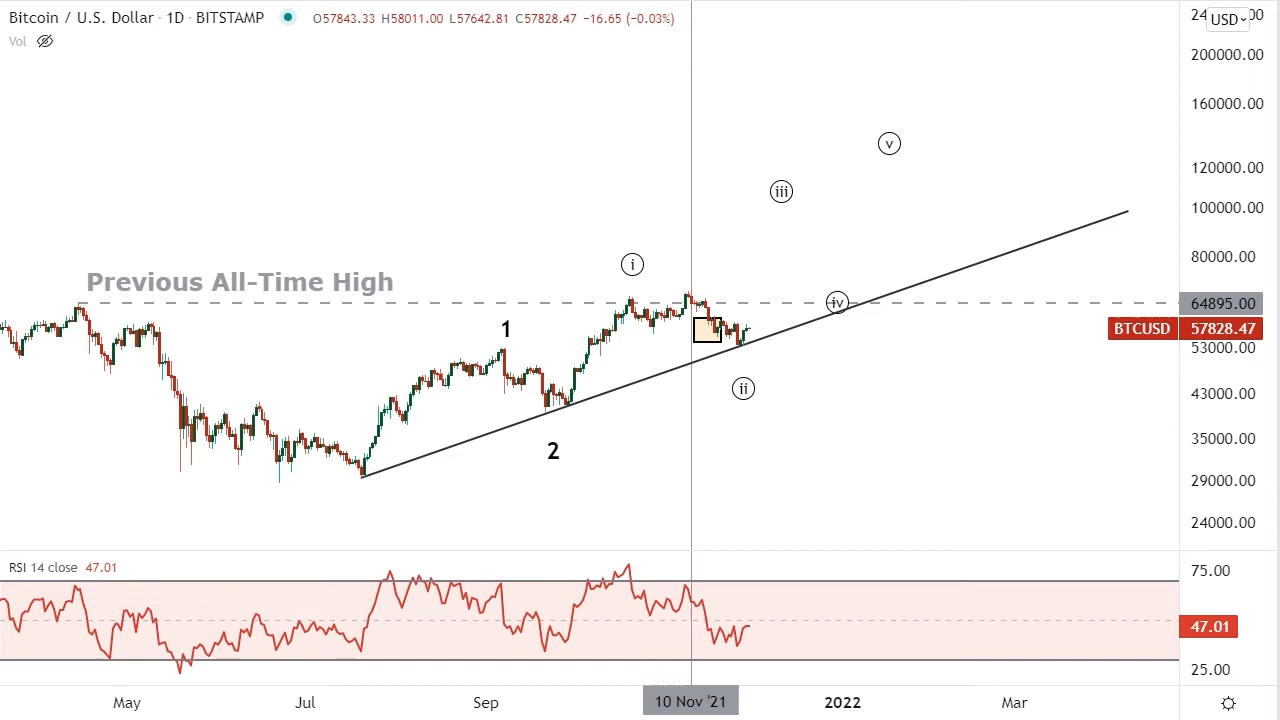 Bitcoin / U.S. Dollar · 1D · BITSTAMP O57843.33 H58011.00 L57642.81 C57828.47 −16.65 (−0.03%)
Vol
USD
200000.00
160000.00
v
120000.00
iii
100000.00
80000.00
i
Previous All-Time High
iv
64895.00
1
BTCUSD 57828.47
53000.00
ii
43000.00
2
35000.00
29000.00
24000.00
RSI 14 close 47.01
75.00
47.01
25.00
May Jul Sep 10 Nov '21 2022 Mar